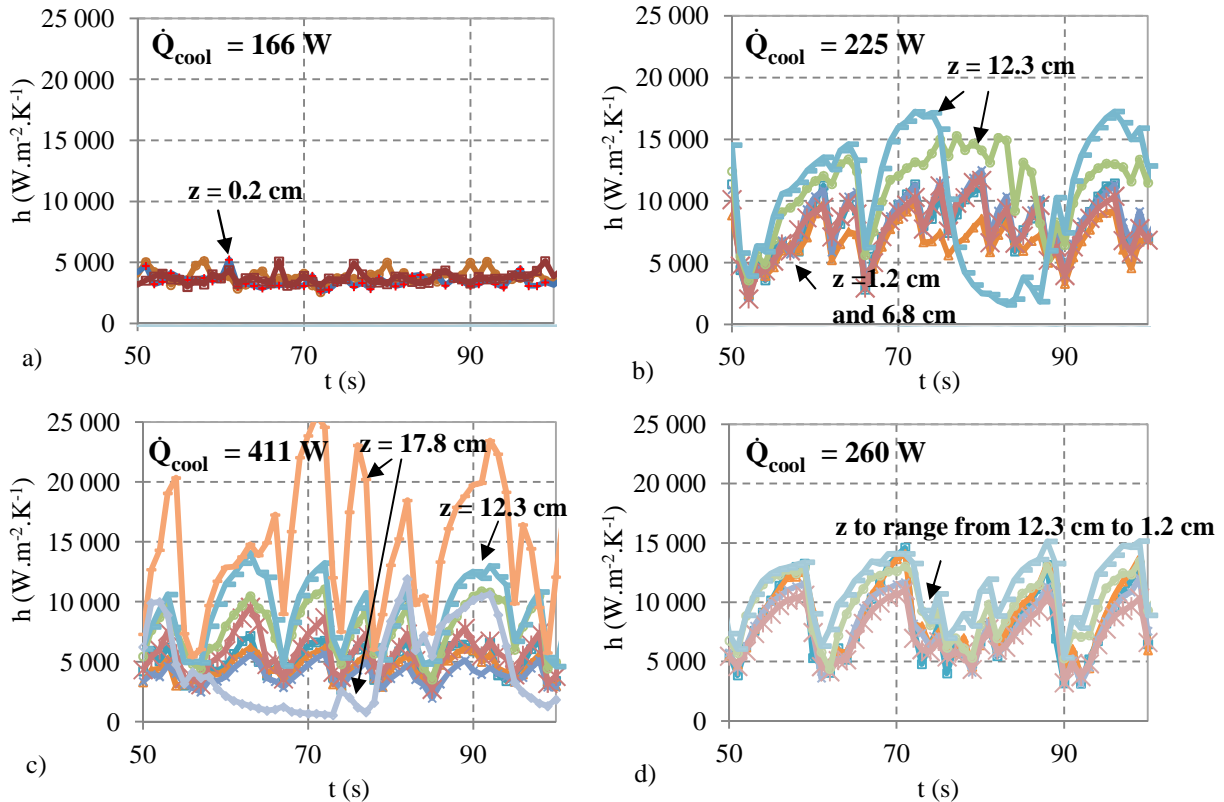 25 000
20 000
15 000
10 000
5 000
0
h (W.m⁻².K⁻¹)
Q̇cool = 166 W
z = 0.2 cm
50
70
90
t (s)
a)
25 000
20 000
15 000
10 000
5 000
0
h (W.m⁻².K⁻¹)
Q̇cool = 225 W
z = 12.3 cm
z =1.2 cm
and 6.8 cm
50
70
90
t (s)
b)
25 000
20 000
15 000
10 000
5 000
0
h (W.m⁻².K⁻¹)
Q̇cool = 411 W
z = 17.8 cm
z = 12.3 cm
50
70
90
t (s)
c)
25 000
20 000
15 000
10 000
5 000
0
h (W.m⁻².K⁻¹)
Q̇cool = 260 W
z to range from 12.3 cm to 1.2 cm
50
70
90
t (s)
d)